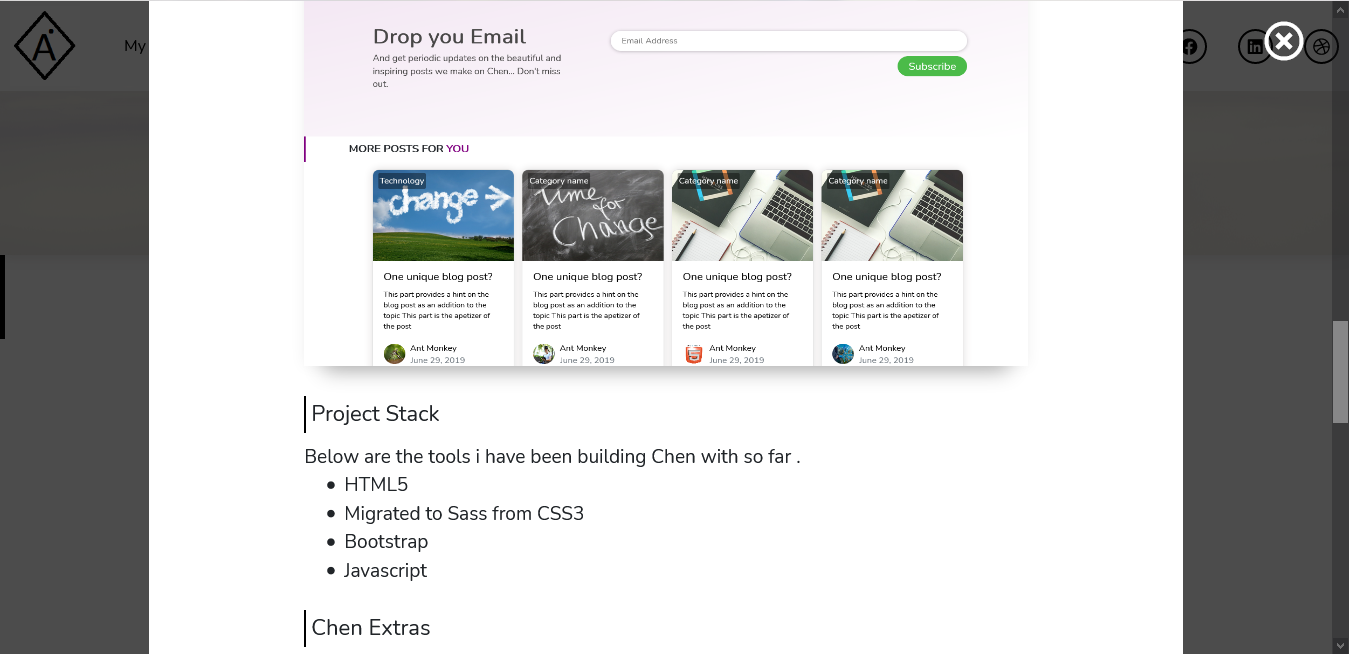 A
My
Drop you Email
And get periodic updates on the beautiful and
inspiring posts we make on Chen... Don't miss
out.
Email Address
Subscribe
MORE POSTS FOR YOU
Technology
Category name
Category name
Category name
change
Time for Change
One unique blog post?
One unique blog post?
One unique blog post?
One unique blog post?
This part provides a hint on the
blog post as an addition to the
topic This part is the apetizer of
the post
This part provides a hint on the
blog post as an addition to the
topic This part is the apetizer of
the post
This part provides a hint on the
blog post as an addition to the
topic This part is the apetizer of
the post
This part provides a hint on the
blog post as an addition to the
topic This part is the apetizer of
the post
Ant Monkey
June 29, 2019
Ant Monkey
June 29, 2019
Ant Monkey
June 29, 2019
Ant Monkey
June 29, 2019
Project Stack
Below are the tools i have been building Chen with so far .
HTML5
Migrated to Sass from CSS3
Bootstrap
Javascript
Chen Extras